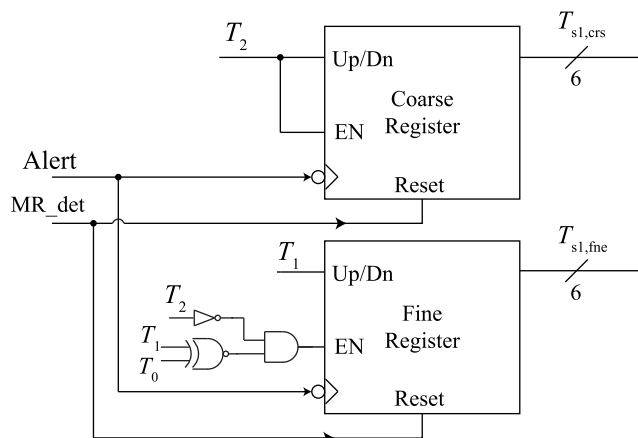 T2
Up/Dn
Ts1,crs
6
Coarse
Register
EN
Alert
Reset
MR_det
T1
Up/Dn
Ts1,fne
6
T2
Fine
Register
T1
EN
T0
Reset